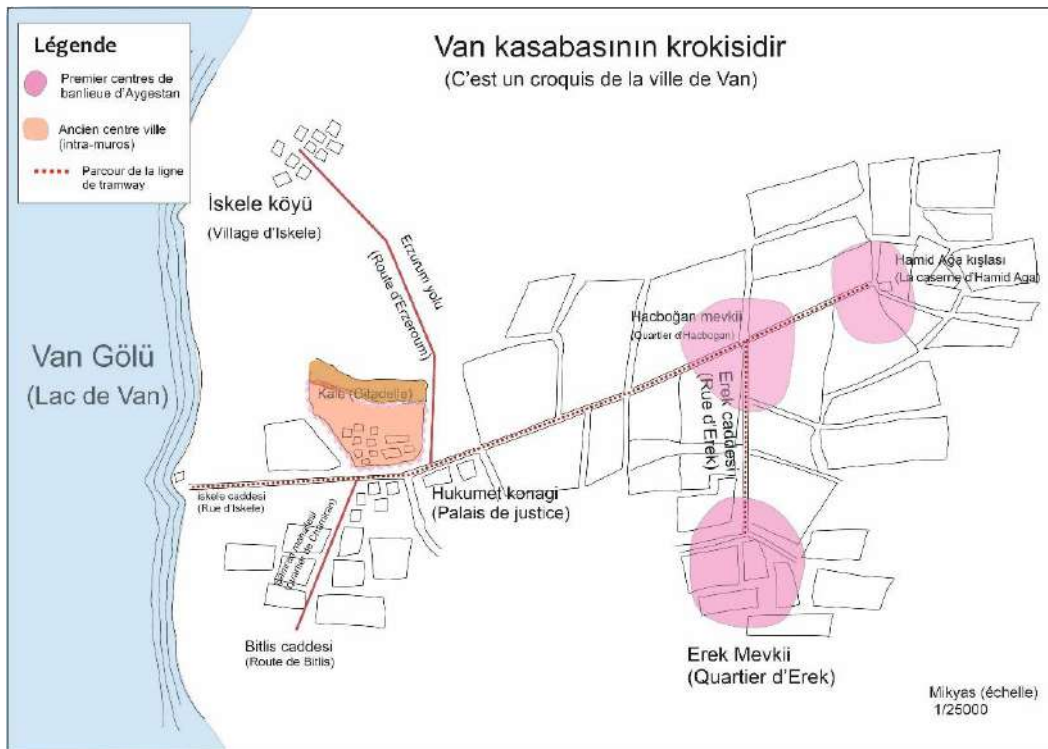 Légende
Premier centres de
banlieue d'Aygestan
Ancien centre ville
(intra-muros)
Parcour de la ligne
de tramway
Van kasabasının krokisidir
(C'est un croquis de la ville de Van)
İskele köyü
(Village d'Iskele)
Erzurum yolu
(Route d'Erzeroum)
Hamid Ağa kışlası
(La caserne d'Hamid Aga)
Hacboğan mevkii
(Quartier d'Hacbogan)
Van Gölü
(Lac de Van)
Kale (Citadelle)
Erek caddesi
(Rue d'Erek)
iskele caddesi
(Rue d'Iskele)
Hukumet konagi
(Palais de justice)
(Quartier de Chamiran)
Bitlis caddesi
(Route de Bitlis)
Erek Mevkii
(Quartier d'Erek)
Mikyas (échelle)
1/25000